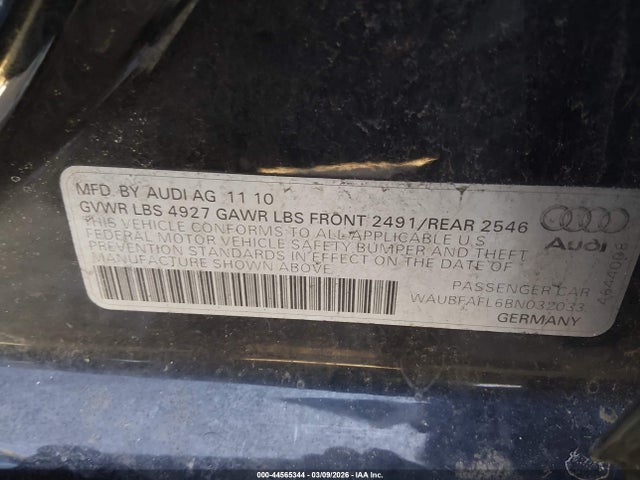 MFD. BY AUDI AG 11 10
GVWR LBS 4927 GAWR LBS FRONT 2491/REAR 2546
THIS VEHICLE CONFORMS TO ALL APPLICABLE U.S
FEDERAL MOTOR VEHICLE SAFETY BUMPER AND THEFT
PREVENTION STANDARDS IN EFFECT ON THE DATE OF
MANUFACTURE SHOWN ABOVE
Audi
PASSENGER CAR
WAUBFAFL6BN032033
GERMANY
4644098
000-44565344 | 03/09/2026 | IAA Inc.